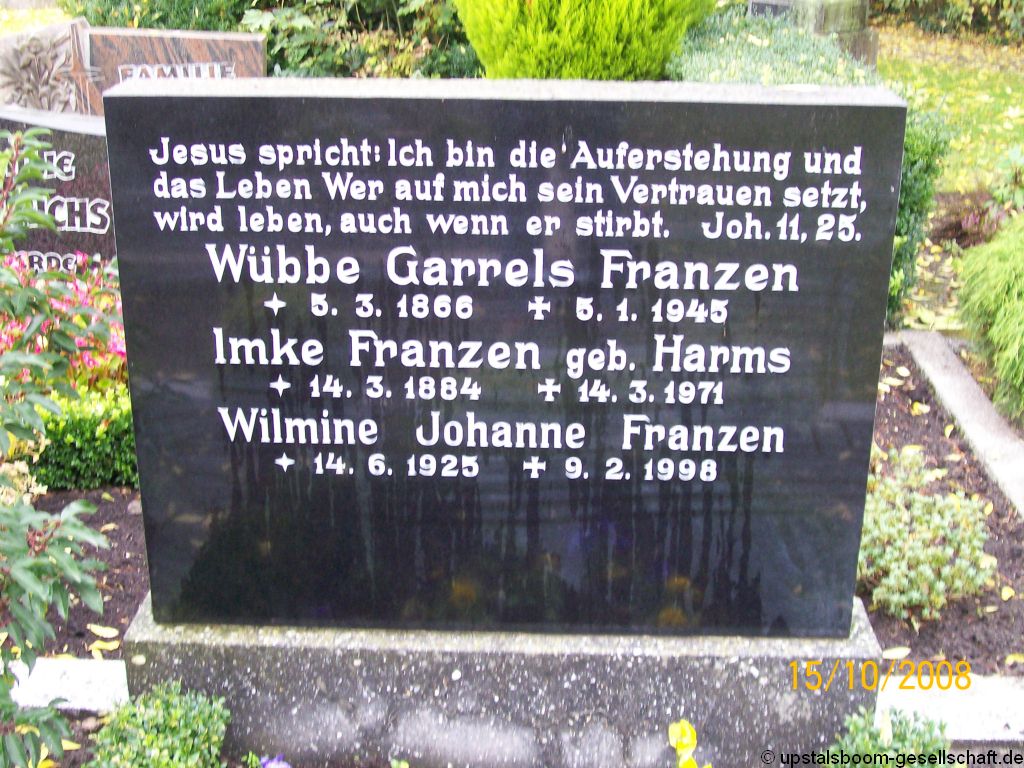 FAMILIE
Jesus spricht: Ich bin die Auferstehung und
das Leben Wer auf mich sein Vertrauen setzt,
wird leben, auch wenn er stirbt. Joh. 11, 25.
Wübbe Garrels Franzen
✦ 5. 3. 1866 ✠ 5. 1. 1945
Imke Franzen geb. Harms
✦ 14. 3. 1884 ✠ 14. 3. 1971
Wilmine Johanne Franzen
✦ 14. 6. 1925 ✠ 9. 2. 1998
15/10/2008
© upstalsboom-gesellschaft.de